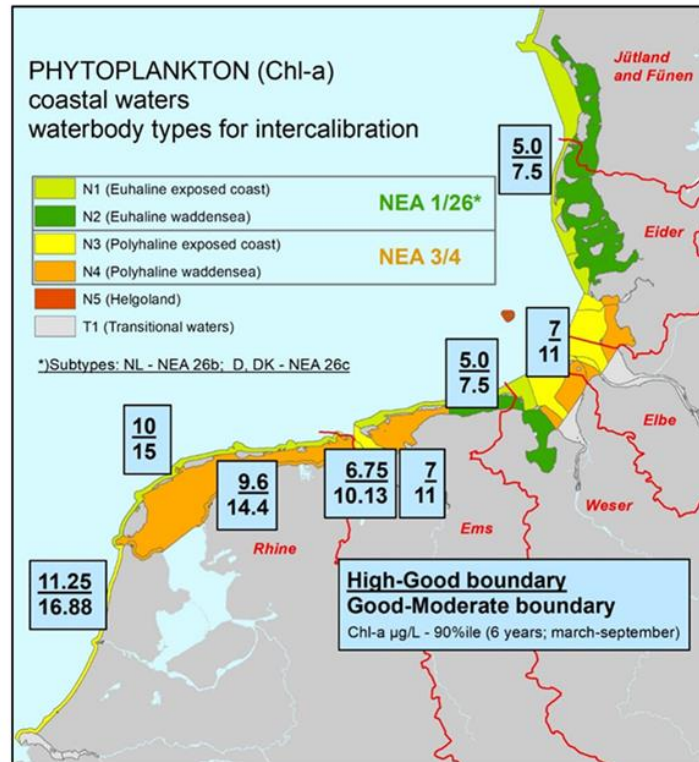 PHYTOPLANKTON (Chl-a)
coastal waters
waterbody types for intercalibration
N1 (Euhaline exposed coast)
N2 (Euhaline waddensea)
NEA 1/26*
N3 (Polyhaline exposed coast)
N4 (Polyhaline waddensea)
NEA 3/4
N5 (Helgoland)
T1 (Transitional waters)
*)Subtypes: NL - NEA 26b; D, DK - NEA 26c
Jütland
and Fünen
5.0
7.5
Eider
7
11
5.0
7.5
Elbe
10
15
9.6
14.4
6.75
10.13
7
11
Weser
Ems
Rhine
11.25
16.88
High-Good boundary
Good-Moderate boundary
Chl-a µg/L - 90%ile (6 years; march-september)